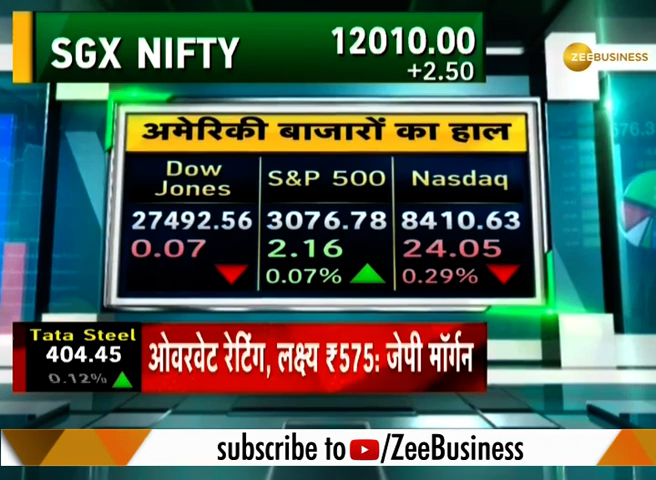 SGX NIFTY
12010.00
+2.50
ZEEBUSINESS
अमेरिकी बाजारों का हाल
Dow Jones
S&P 500
Nasdaq
27492.56
3076.78
8410.63
0.07
2.16
24.05
0.07%
0.29%
Tata Steel
404.45
0.12%
ओवरवेट रेटिंग, लक्ष्य ₹575: जेपी मॉर्गन
subscribe to /ZeeBusiness